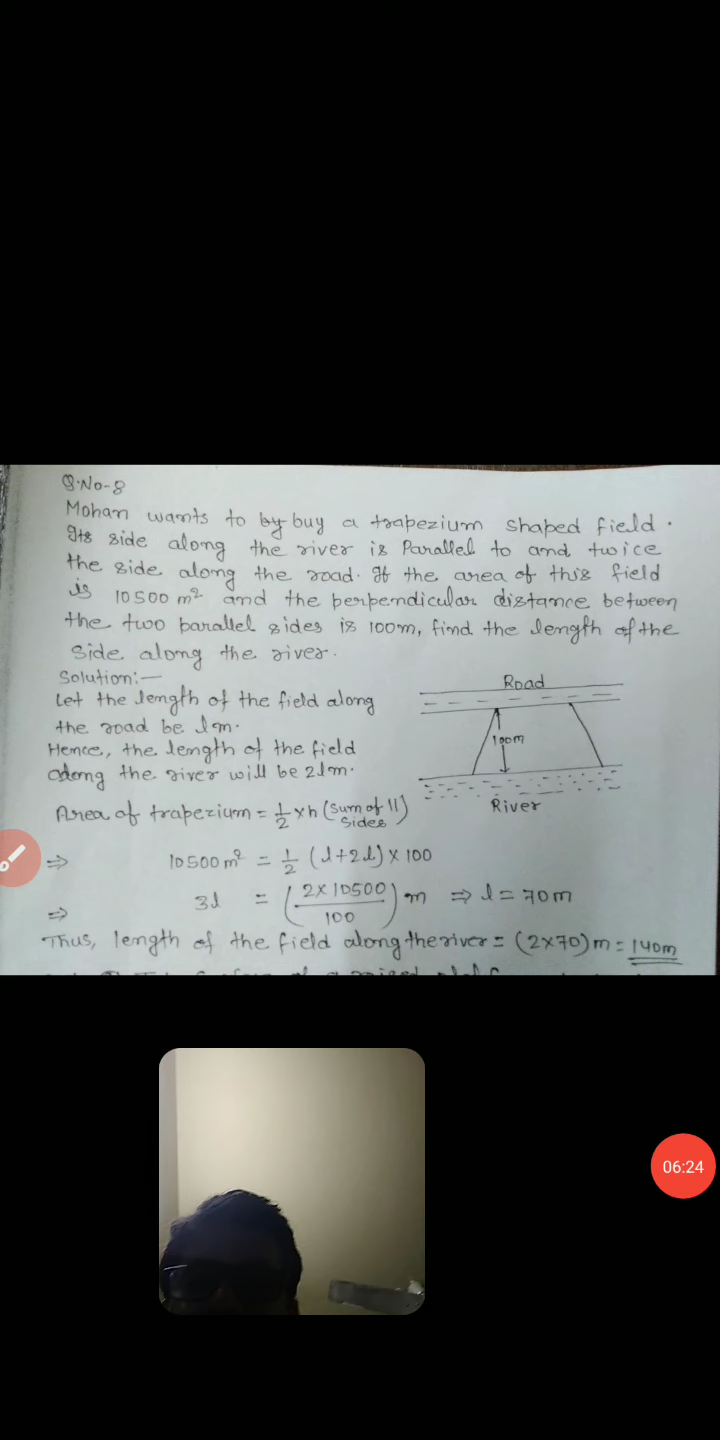 Q.No-8
Mohan wants to by buy a trapezium shaped field.
Its side along the river is Parallel to and twice
the side along the road. If the area of this field
is 10500 m² and the perpendicular distance between
the two parallel sides is 100m, find the length of the
Side along the river.
Solution:—
Let the length of the field along
the road be lm.
Hence, the length of the field
along the river will be 2lm.
Road
100m
River
Area of trapezium = 1/2 × h (Sum of || Sides)
⇒ 10500 m² = 1/2 (l+2l) × 100
⇒ 3l = (2×10500/100) m ⇒ l = 70m
Thus, length of the field along the river = (2×70)m = 140m
06:24